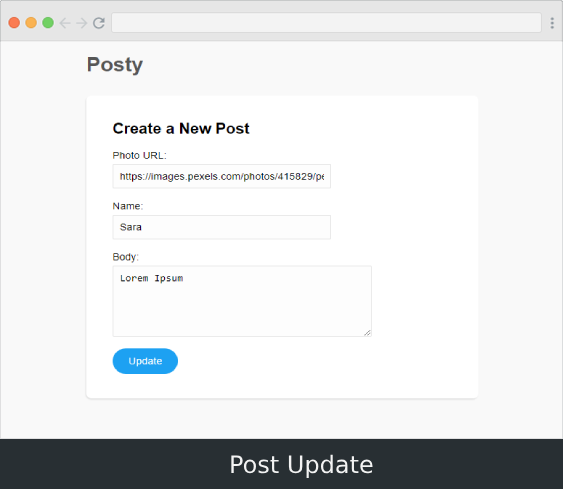 Posty
Create a New Post
Photo URL:
https://images.pexels.com/photos/415829/pe
Name:
Sara
Body:
Lorem Ipsum
Update
Post Update